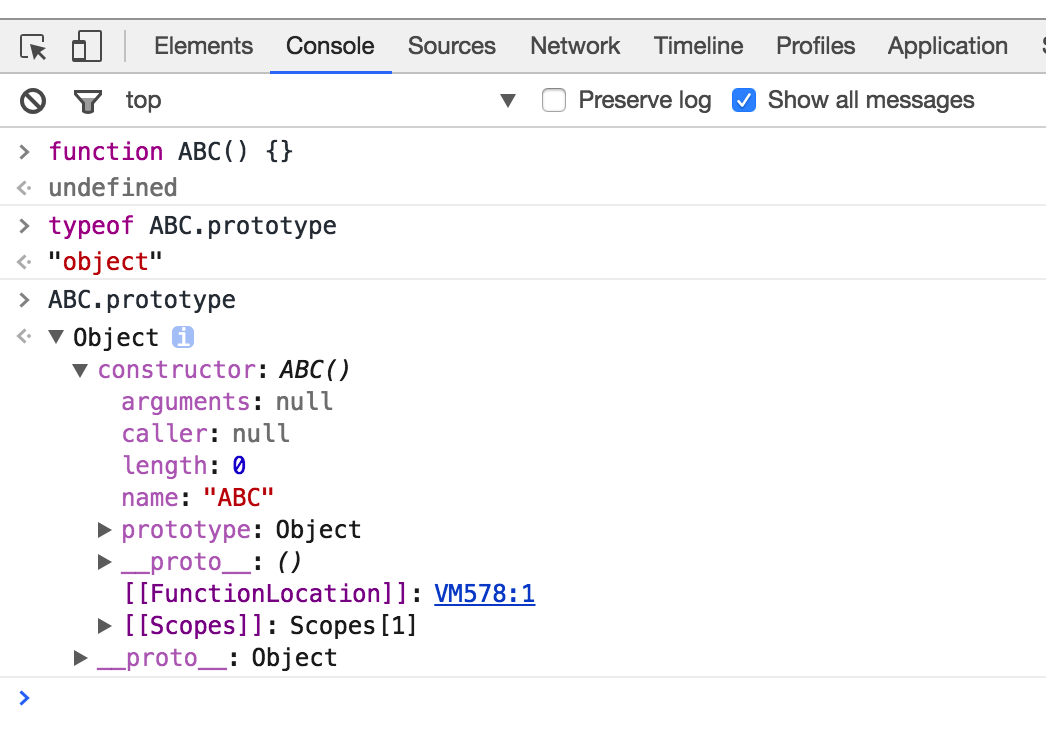 Elements Console Sources Network Timeline Profiles Application
top Preserve log Show all messages
function ABC() {}
undefined
typeof ABC.prototype
"object"
ABC.prototype
Object i
constructor: ABC()
arguments: null
caller: null
length: 0
name: "ABC"
prototype: Object
__proto__: ()
[[FunctionLocation]]: VM578:1
[[Scopes]]: Scopes[1]
__proto__: Object